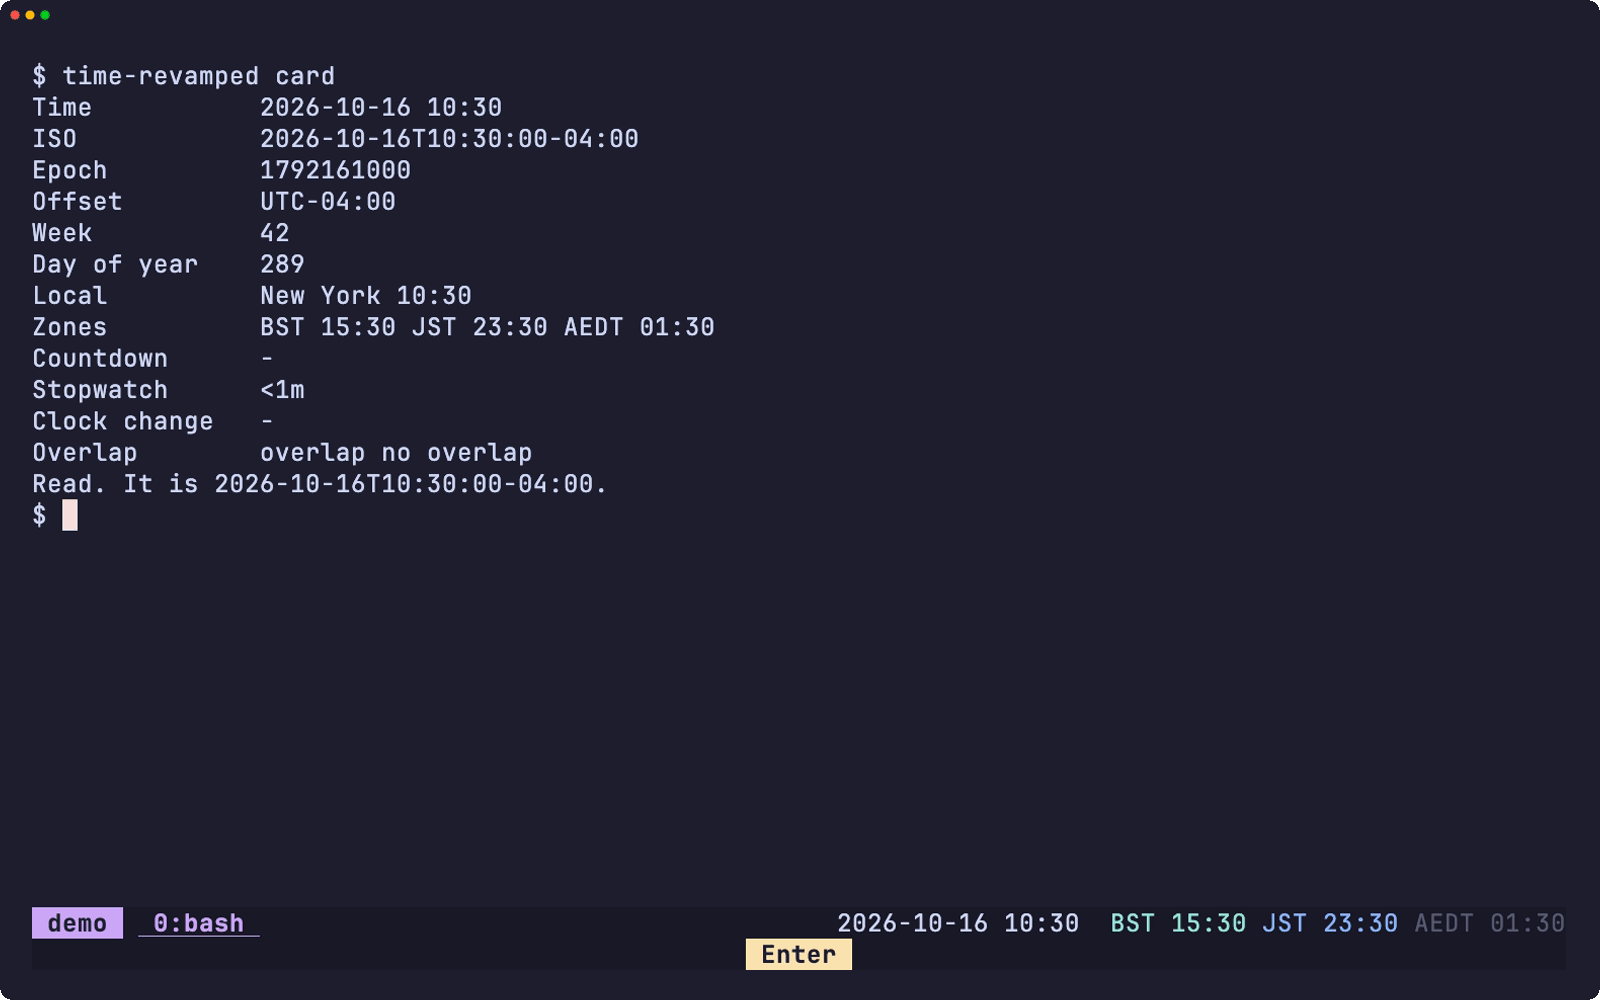 $ time-revamped card
Time 2026-10-16 10:30
ISO 2026-10-16T10:30:00-04:00
Epoch 1792161000
Offset UTC-04:00
Week 42
Day of year 289
Local New York 10:30
Zones BST 15:30 JST 23:30 AEDT 01:30
Countdown -
Stopwatch <1m
Clock change -
Overlap overlap no overlap
Read. It is 2026-10-16T10:30:00-04:00.
$
demo 0:bash 2026-10-16 10:30 BST 15:30 JST 23:30 AEDT 01:30
Enter